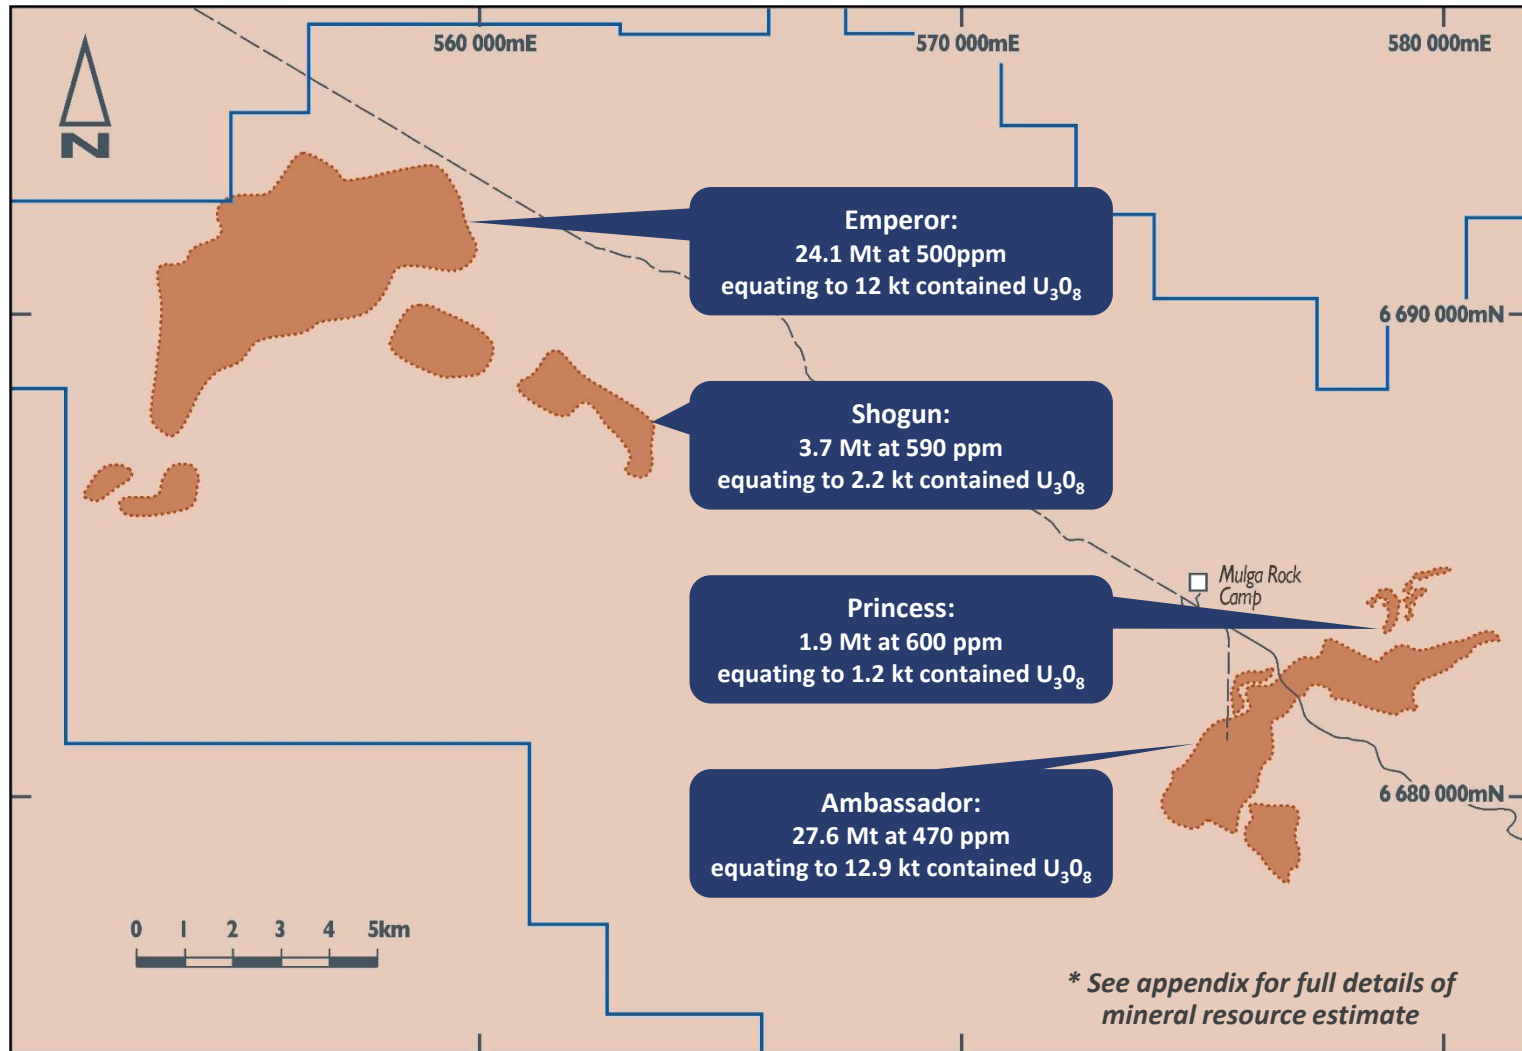 560 000mE
570 000mE
580 000mE
N
Emperor:
24.1 Mt at 500ppm
equating to 12 kt contained U₃0₈
6 690 000mN
Shogun:
3.7 Mt at 590 ppm
equating to 2.2 kt contained U₃0₈
Mulga Rock
Camp
Princess:
1.9 Mt at 600 ppm
equating to 1.2 kt contained U₃0₈
6 680 000mN
Ambassador:
27.6 Mt at 470 ppm
equating to 12.9 kt contained U₃0₈
0 1 2 3 4 5km
* See appendix for full details of
mineral resource estimate